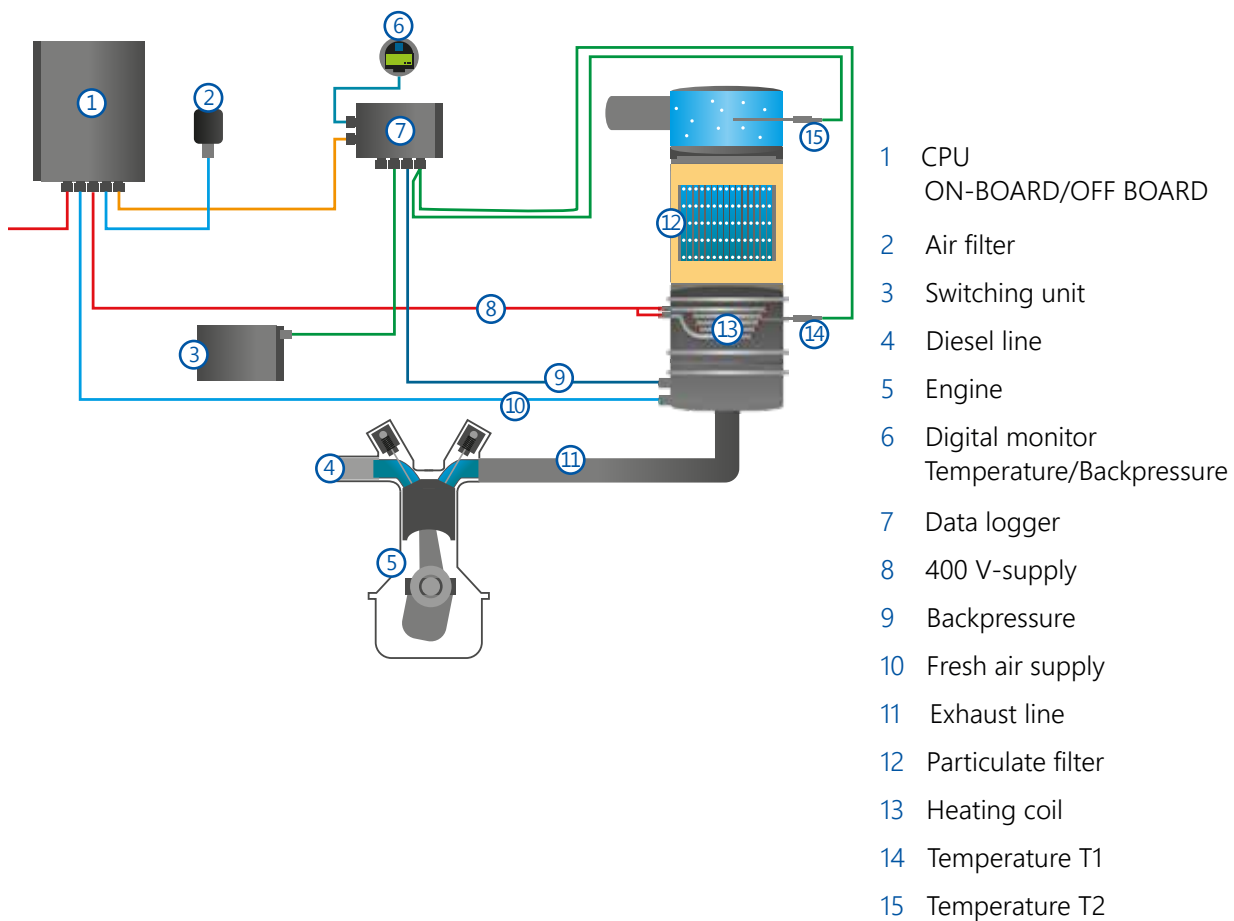 6
1
2
7
15
12
8
13
14
3
9
10
4
11
5
1 CPU
ON-BOARD/OFF BOARD
2 Air filter
3 Switching unit
4 Diesel line
5 Engine
6 Digital monitor
Temperature/Backpressure
7 Data logger
8 400 V-supply
9 Backpressure
10 Fresh air supply
11 Exhaust line
12 Particulate filter
13 Heating coil
14 Temperature T1
15 Temperature T2